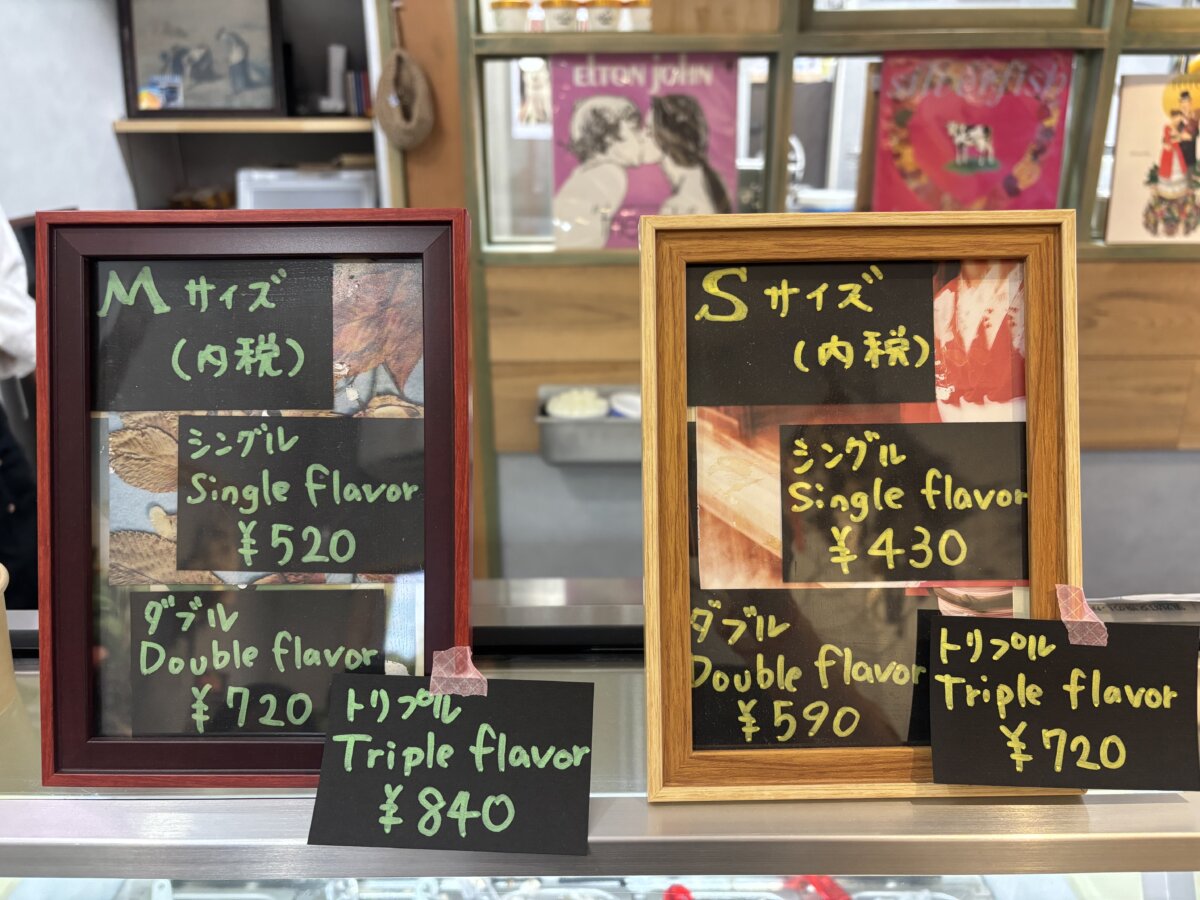 ELTON JOHN
silverfish
M サイズ
(内税)
シングル
Single flavor
¥520
ダブル
Double flavor
¥720
トリプル
Triple flavor
¥840
S サイズ
(内税)
シングル
Single flavor
¥430
ダブル
Double flavor
¥590
トリプル
Triple flavor
¥720